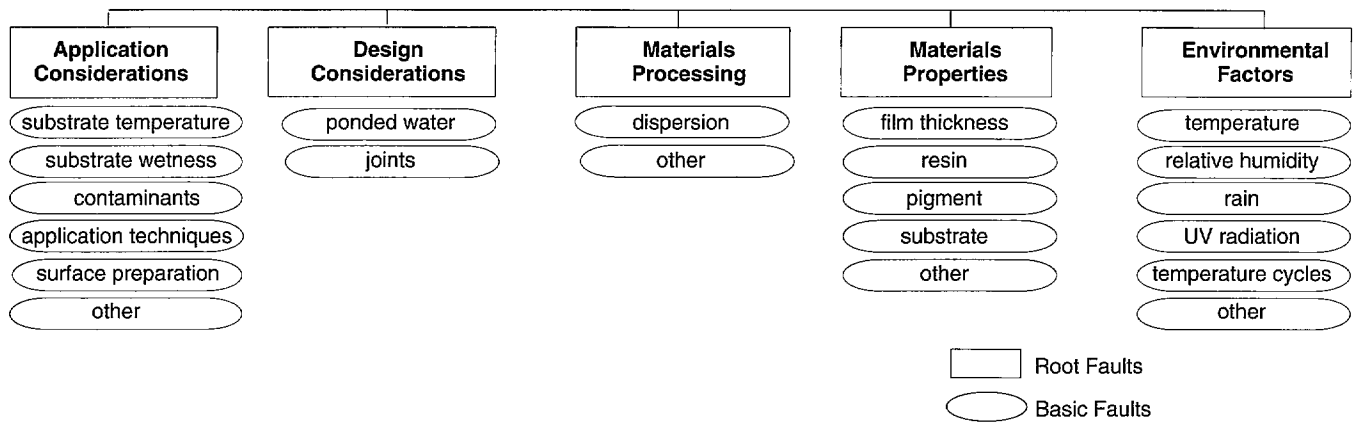 Application
Considerations
substrate temperature
substrate wetness
contaminants
application techniques
surface preparation
other
Design
Considerations
ponded water
joints
Materials
Processing
dispersion
other
Materials
Properties
film thickness
resin
pigment
substrate
other
Environmental
Factors
temperature
relative humidity
rain
UV radiation
temperature cycles
other
Root Faults
Basic Faults